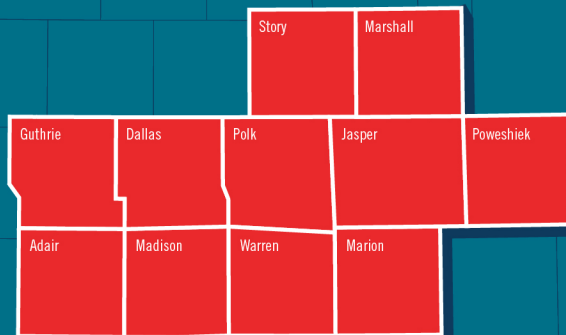 Story
Marshall
Guthrie
Dallas
Polk
Jasper
Poweshiek
Adair
Madison
Warren
Marion